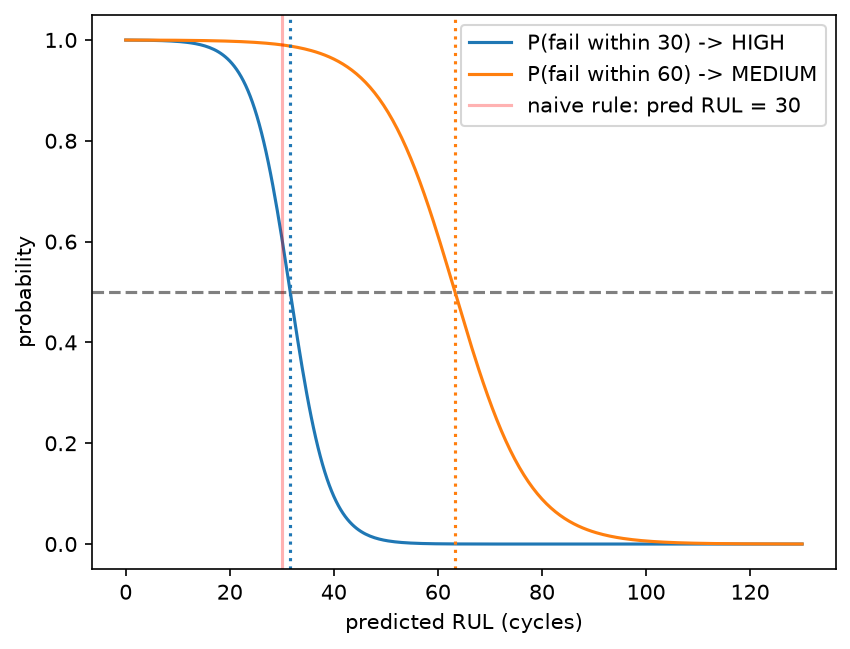 P(fail within 30) -> HIGH
P(fail within 60) -> MEDIUM
naive rule: pred RUL = 30
probability
1.0
0.8
0.6
0.4
0.2
0.0
0 20 40 60 80 100 120
predicted RUL (cycles)